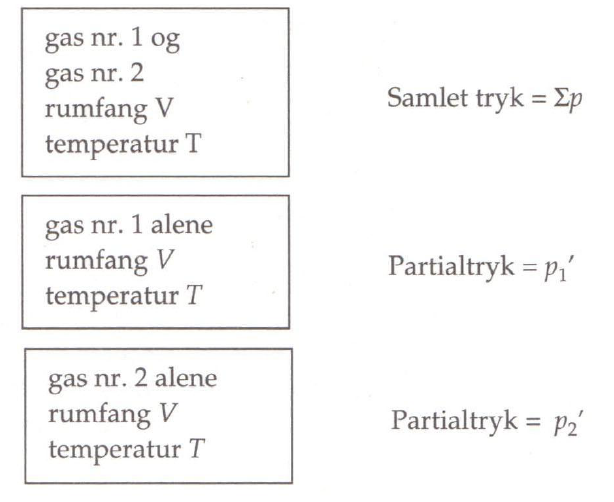 gas nr. 1 og
gas nr. 2
rumfang V
temperatur T
Samlet tryk = Σp
gas nr. 1 alene
rumfang V
temperatur T
Partialtryk = p₁′
gas nr. 2 alene
rumfang V
temperatur T
Partialtryk = p₂′